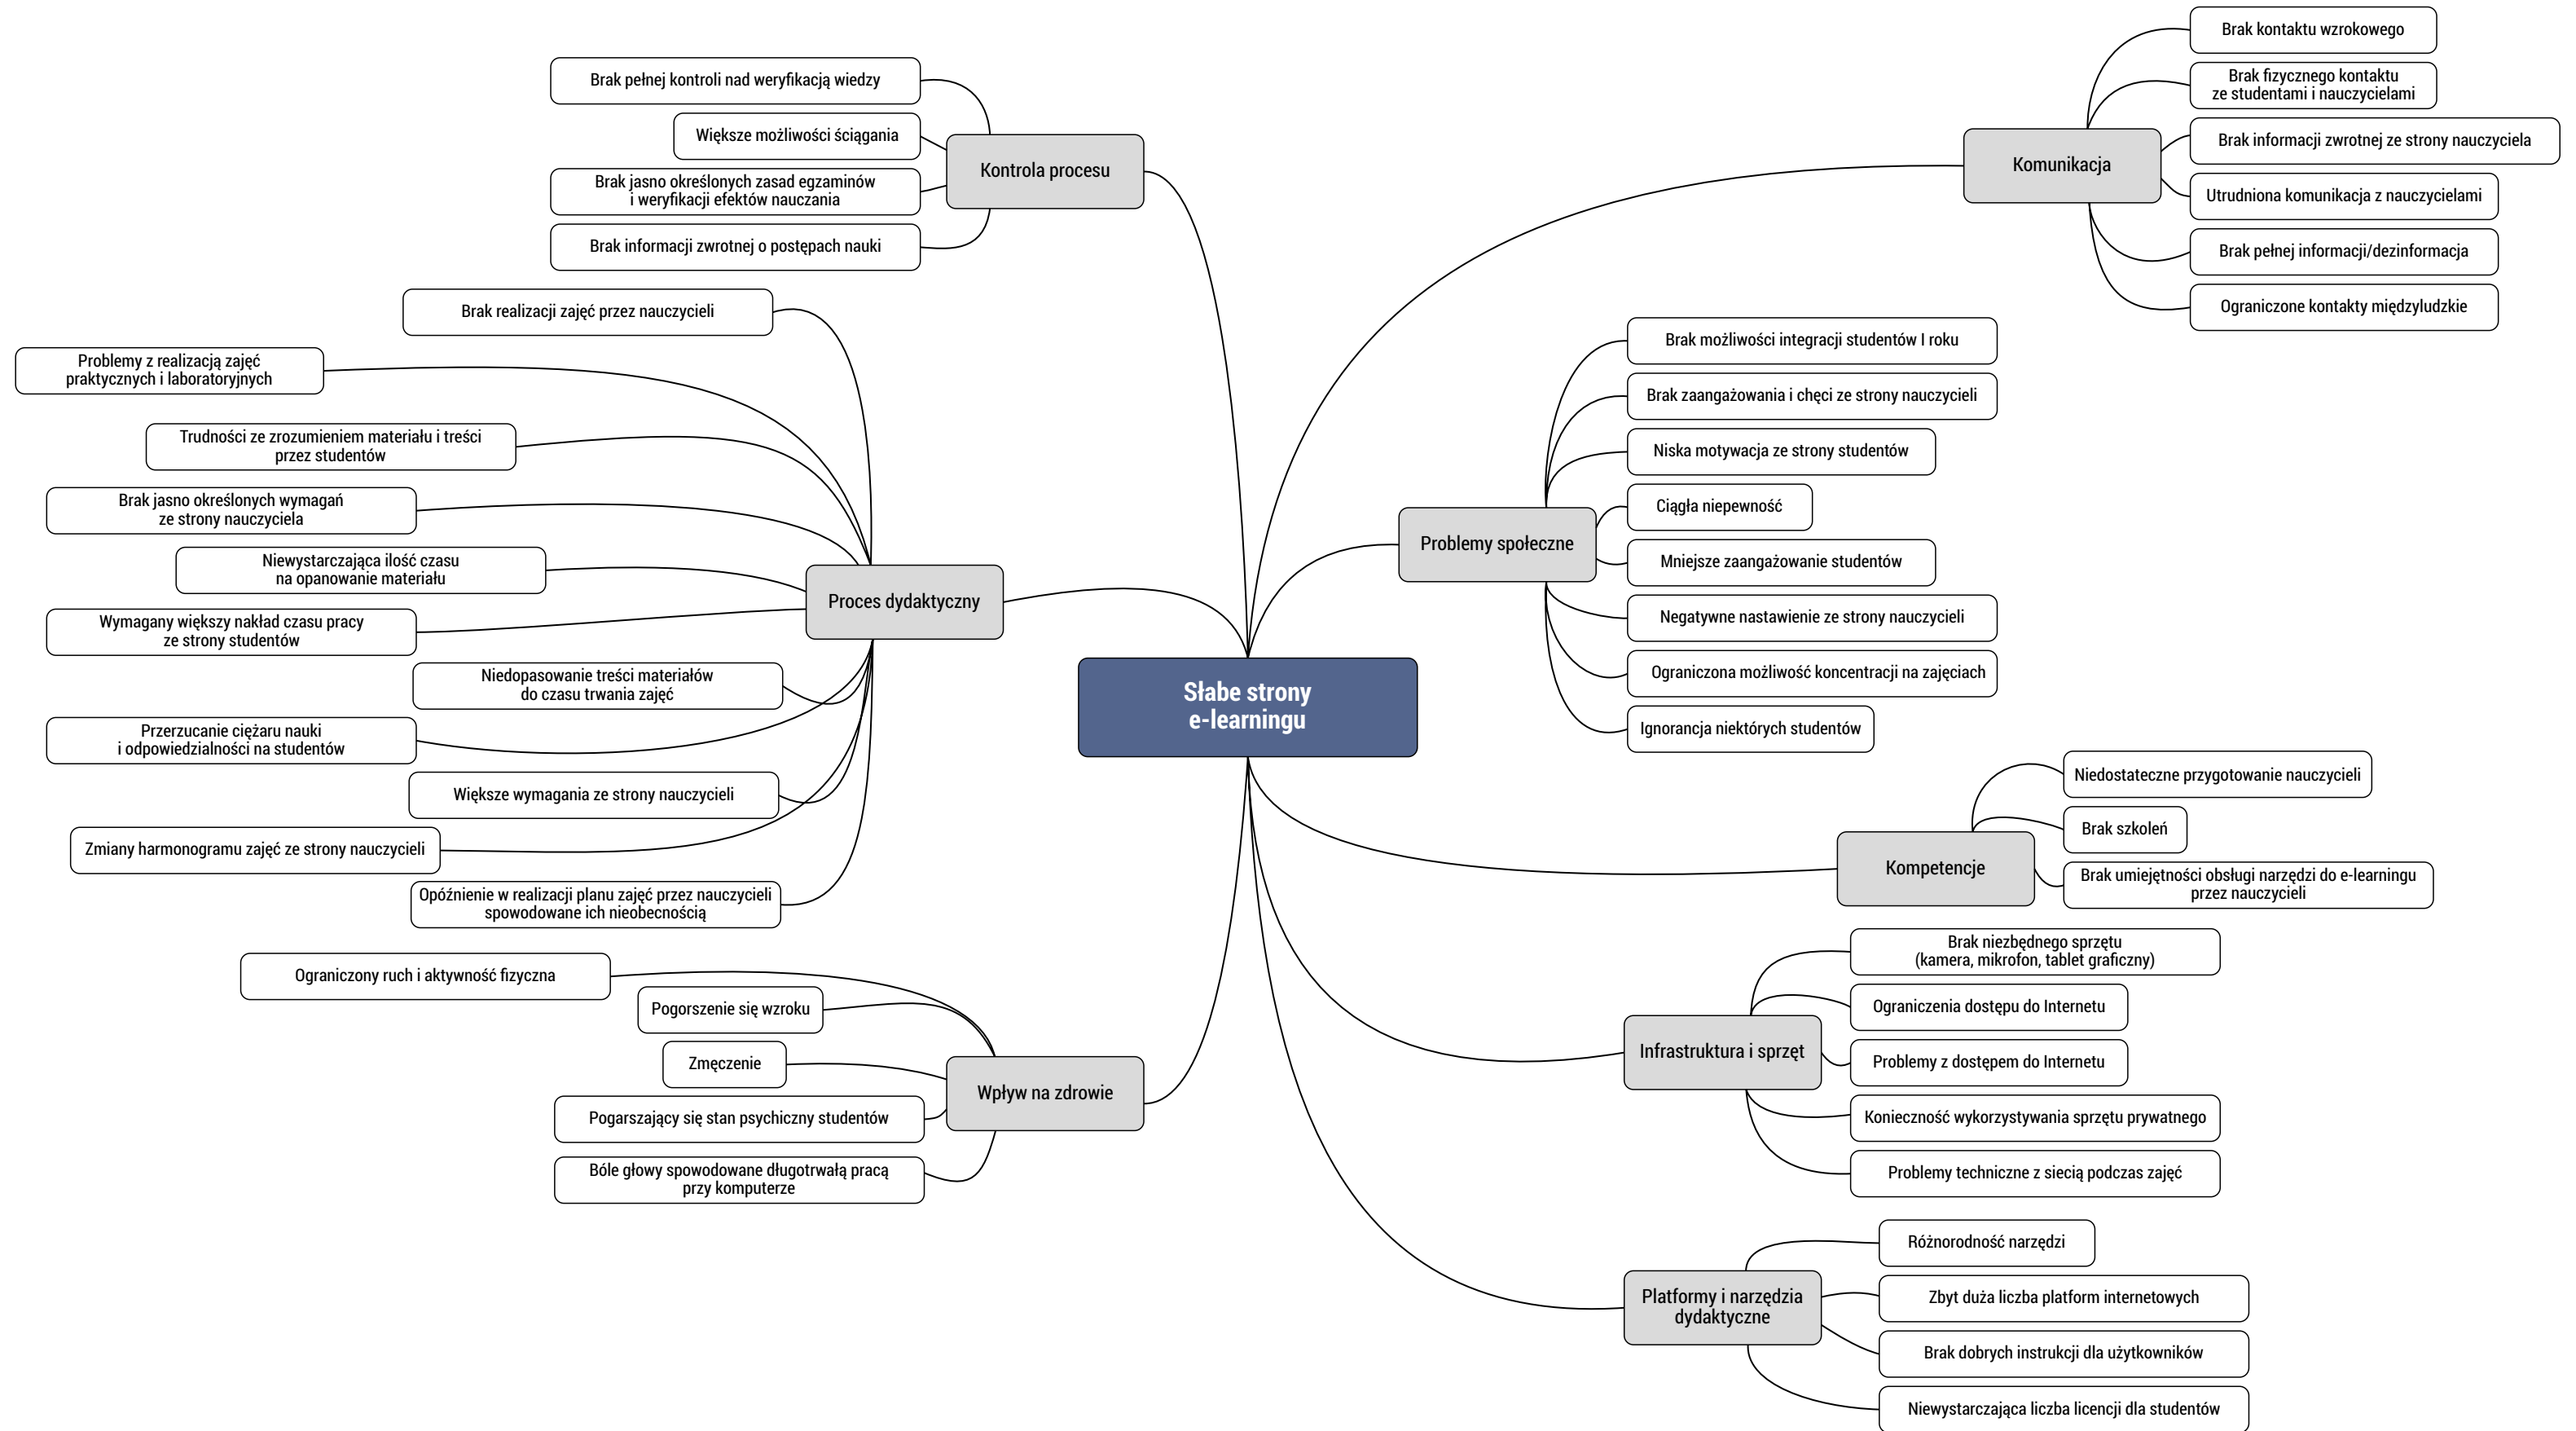 Słabe strony
e-learningu
Kontrola procesu
Brak pełnej kontroli nad weryfikacją wiedzy
Większe możliwości ściągania
Brak jasno określonych zasad egzaminów
i weryfikacji efektów nauczania
Brak informacji zwrotnej o postępach nauki
Proces dydaktyczny
Brak realizacji zajęć przez nauczycieli
Problemy z realizacją zajęć
praktycznych i laboratoryjnych
Trudności ze zrozumieniem materiału i treści
przez studentów
Brak jasno określonych wymagań
ze strony nauczyciela
Niewystarczająca ilość czasu
na opanowanie materiału
Wymagany większy nakład czasu pracy
ze strony studentów
Niedopasowanie treści materiałów
do czasu trwania zajęć
Przerzucanie ciężaru nauki
i odpowiedzialności na studentów
Większe wymagania ze strony nauczycieli
Zmiany harmonogramu zajęć ze strony nauczycieli
Opóźnienie w realizacji planu zajęć przez nauczycieli
spowodowane ich nieobecnością
Wpływ na zdrowie
Ograniczony ruch i aktywność fizyczna
Pogorszenie się wzroku
Zmęczenie
Pogarszający się stan psychiczny studentów
Bóle głowy spowodowane długotrwałą pracą
przy komputerze
Komunikacja
Brak kontaktu wzrokowego
Brak fizycznego kontaktu
ze studentami i nauczycielami
Brak informacji zwrotnej ze strony nauczyciela
Utrudniona komunikacja z nauczycielami
Brak pełnej informacji/dezinformacja
Ograniczone kontakty międzyludzkie
Problemy społeczne
Brak możliwości integracji studentów I roku
Brak zaangażowania i chęci ze strony nauczycieli
Niska motywacja ze strony studentów
Ciągła niepewność
Mniejsze zaangażowanie studentów
Negatywne nastawienie ze strony nauczycieli
Ograniczona możliwość koncentracji na zajęciach
Ignorancja niektórych studentów
Kompetencje
Niedostateczne przygotowanie nauczycieli
Brak szkoleń
Brak umiejętności obsługi narzędzi do e-learningu
przez nauczycieli
Infrastruktura i sprzęt
Brak niezbędnego sprzętu
(kamera, mikrofon, tablet graficzny)
Ograniczenia dostępu do Internetu
Problemy z dostępem do Internetu
Konieczność wykorzystywania sprzętu prywatnego
Problemy techniczne z siecią podczas zajęć
Platformy i narzędzia
dydaktyczne
Różnorodność narzędzi
Zbyt duża liczba platform internetowych
Brak dobrych instrukcji dla użytkowników
Niewystarczająca liczba licencji dla studentów